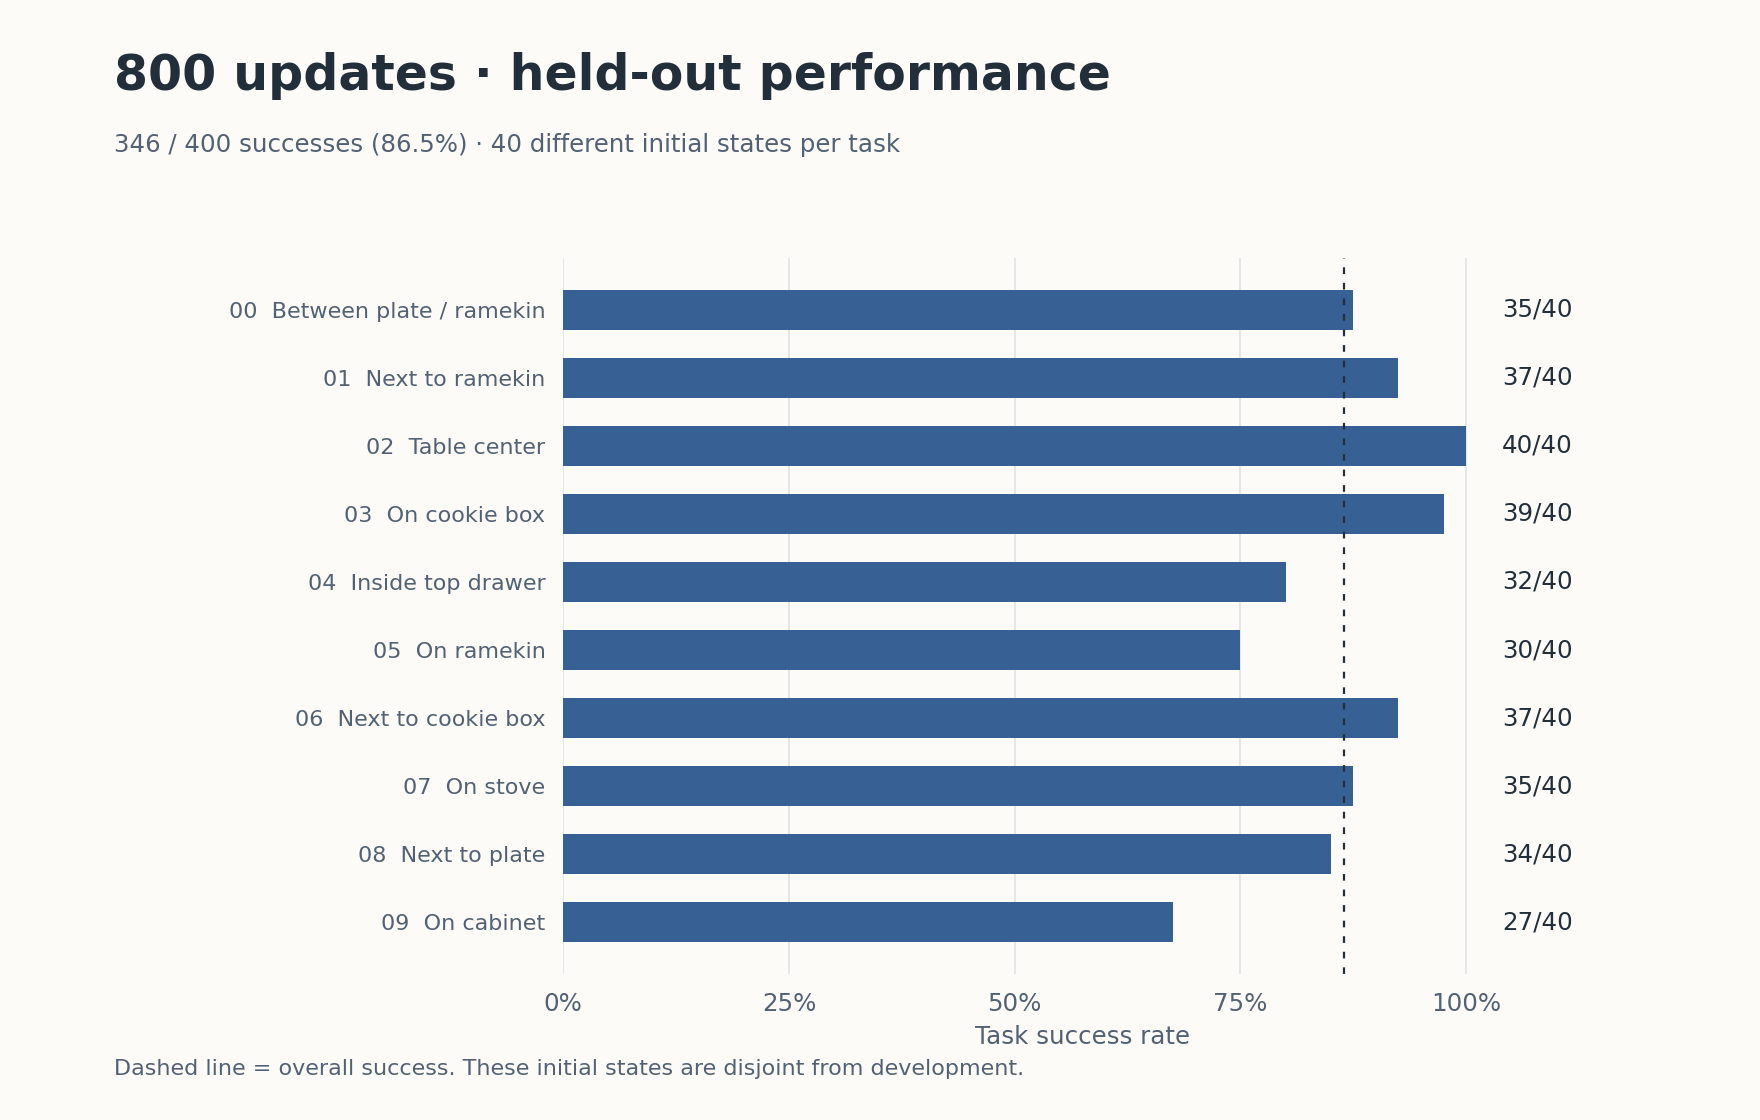 800 updates · held-out performance
346 / 400 successes (86.5%) · 40 different initial states per task
00  Between plate / ramekin 35/40
01  Next to ramekin 37/40
02  Table center 40/40
03  On cookie box 39/40
04  Inside top drawer 32/40
05  On ramekin 30/40
06  Next to cookie box 37/40
07  On stove 35/40
08  Next to plate 34/40
09  On cabinet 27/40
0% 25% 50% 75% 100%
Task success rate
Dashed line = overall success. These initial states are disjoint from development.